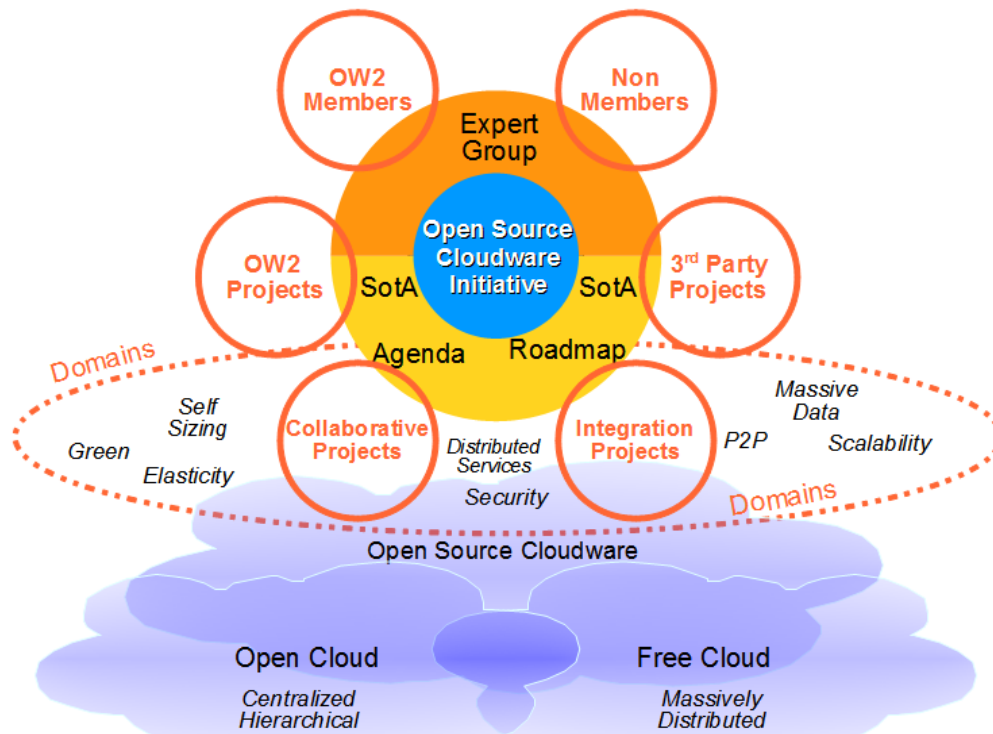 OW2
Members
Non
Members
Expert
Group
Open Source
Cloudware
Initiative
OW2
Projects
SotA
SotA
3rd Party
Projects
Agenda
Roadmap
Domains
Self
Sizing
Green
Elasticity
Collaborative
Projects
Distributed
Services
Security
Integration
Projects
P2P
Massive
Data
Scalability
Domains
Open Source Cloudware
Open Cloud
Centralized
Hierarchical
Free Cloud
Massively
Distributed